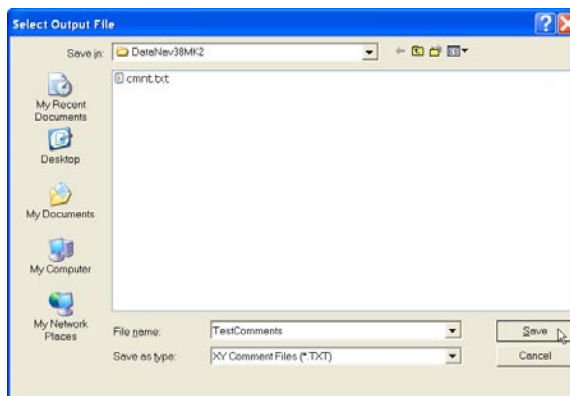 Select Output File
Save in: DateNav38MK2
cmnt.txt
My Recent
Documents
Desktop
My Documents
My Computer
My Network
Places
File name: TestComments
Save
Save as type: XY Comment Files (*.TXT)
Cancel